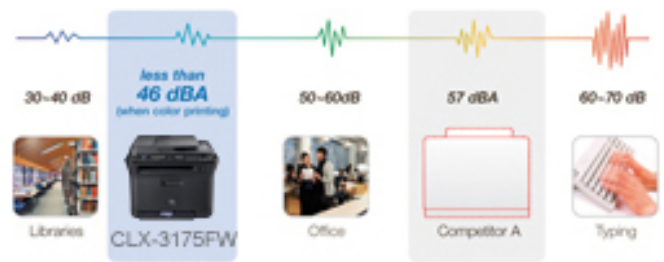 30~40 dB
less than
46 dBA
(when color printing)
50~60dB
57 dBA
60~70 dB
Libraries
CLX-3175FW
Office
Competitor A
Typing